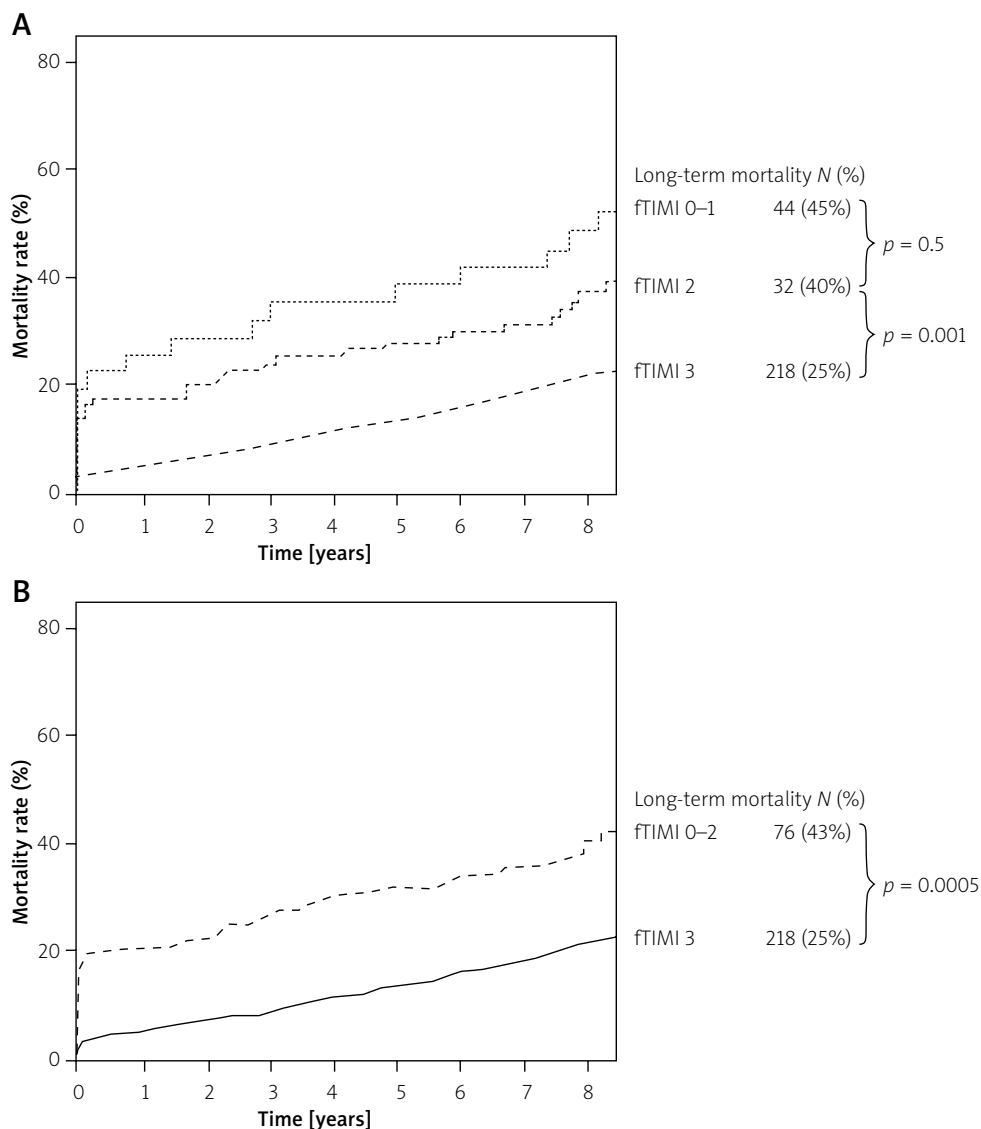 A
80
60
40
20
0
Mortality rate (%)
0 1 2 3 4 5 6 7 8
Time [years]
Long-term mortality N (%)
fTIMI 0–1 44 (45%)
p = 0.5
fTIMI 2 32 (40%)
p = 0.001
fTIMI 3 218 (25%)
B
80
60
40
20
0
Mortality rate (%)
0 1 2 3 4 5 6 7 8
Time [years]
Long-term mortality N (%)
fTIMI 0–2 76 (43%)
p = 0.0005
fTIMI 3 218 (25%)